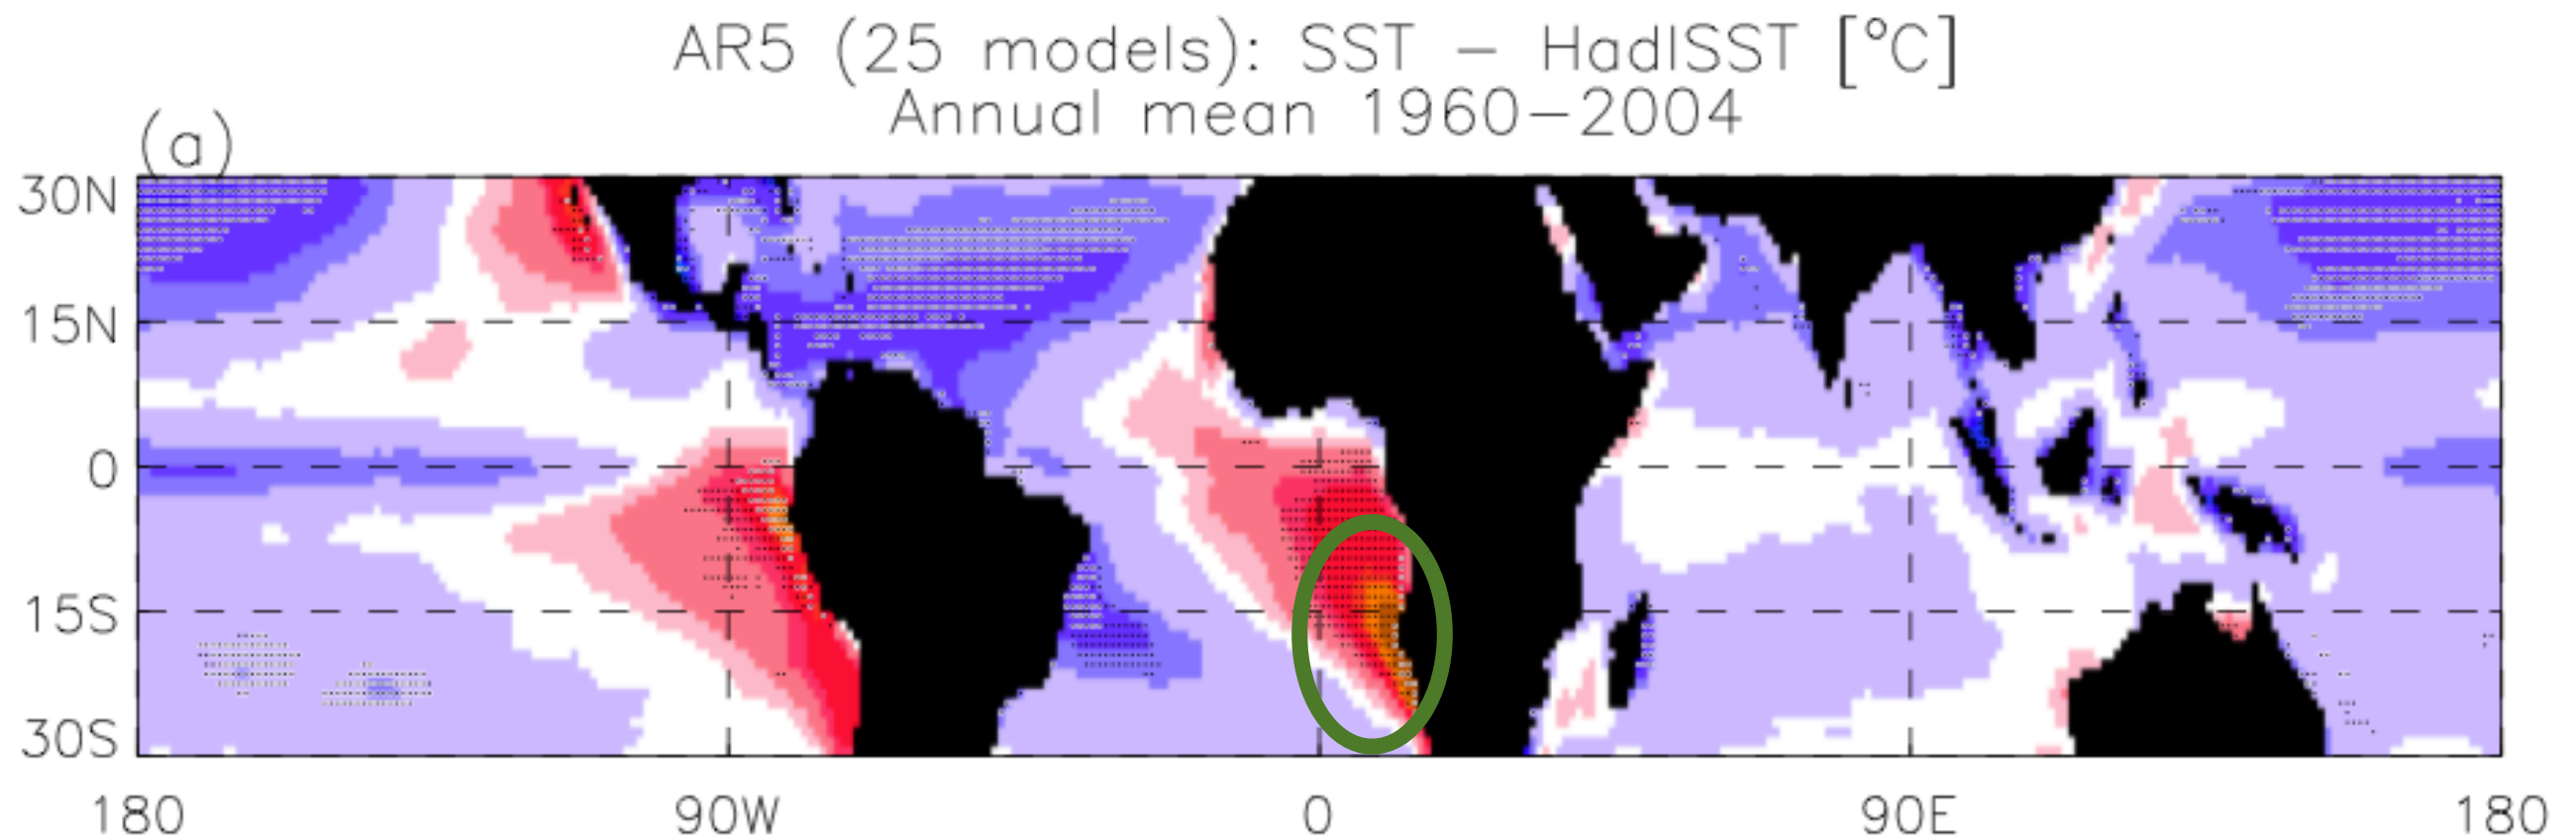 AR5 (25 models): SST − HadISST [°C]
Annual mean 1960−2004
(a)
30N
15N
0
15S
30S
180 90W 0 90E 180